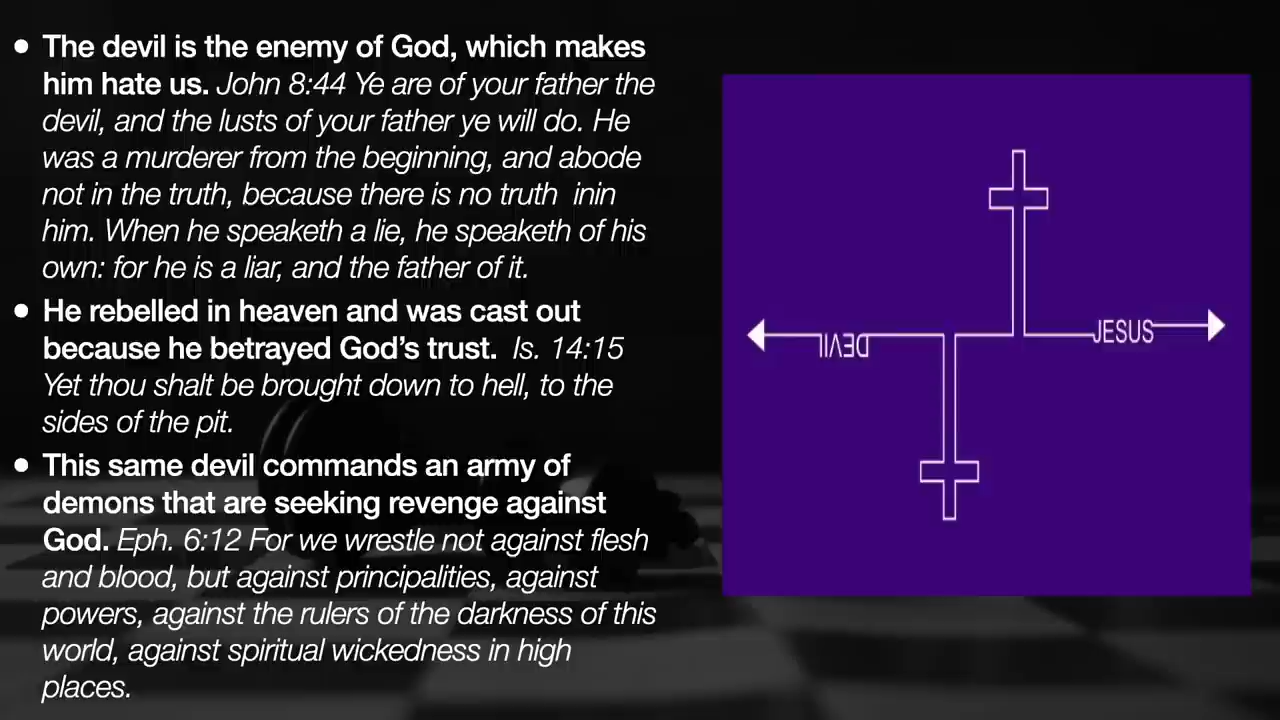 • The devil is the enemy of God, which makes
him hate us. John 8:44 Ye are of your father the
devil, and the lusts of your father ye will do. He
was a murderer from the beginning, and abode
not in the truth, because there is no truth  inin
him. When he speaketh a lie, he speaketh of his
own: for he is a liar, and the father of it.
• He rebelled in heaven and was cast out
because he betrayed God’s trust.  Is. 14:15
Yet thou shalt be brought down to hell, to the
sides of the pit.
• This same devil commands an army of
demons that are seeking revenge against
God. Eph. 6:12 For we wrestle not against flesh
and blood, but against principalities, against
powers, against the rulers of the darkness of this
world, against spiritual wickedness in high
places.
DEVIL
JESUS